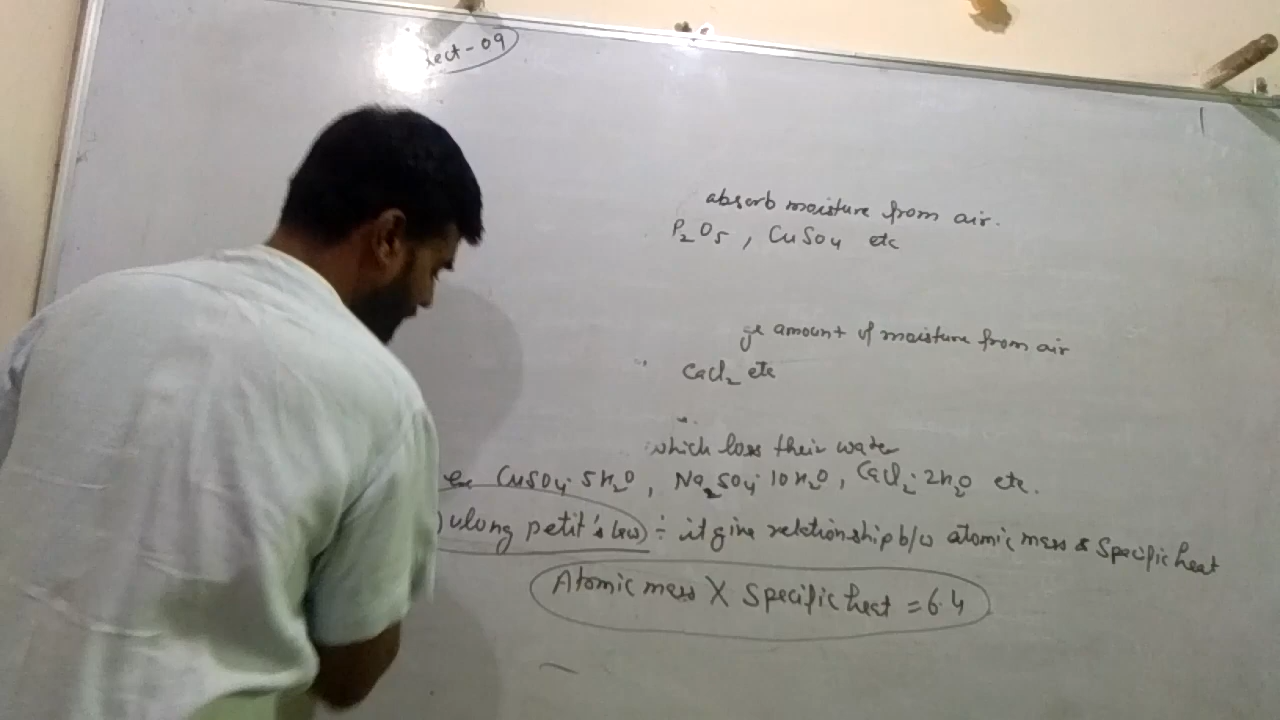 Lect-09
absorb moisture from air.
P₂O₅, CuSO₄ etc
ge amount of moisture from air
CaCl₂ etc
which loss their water
CuSO₄·5H₂O, Na₂SO₄·10H₂O, CaCl₂·2H₂O etc.
ulong petit's law) ÷ it give relationship b/w atomic mass & Specific heat
Atomic mass X Specific heat = 6.4